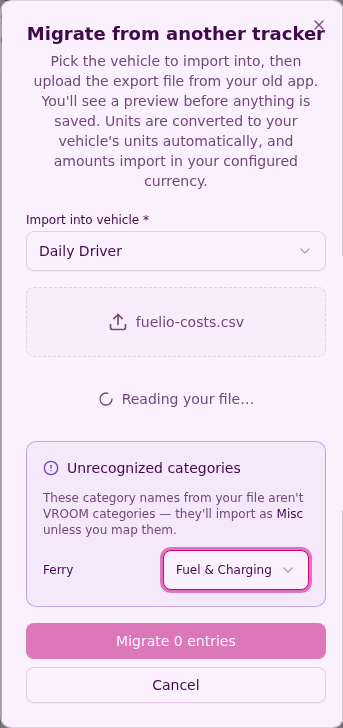 Migrate from another tracker
Pick the vehicle to import into, then
upload the export file from your old app.
You'll see a preview before anything is
saved. Units are converted to your
vehicle's units automatically, and
amounts import in your configured
currency.
Import into vehicle *
Daily Driver
fuelio-costs.csv
Reading your file…
Unrecognized categories
These category names from your file aren't
VROOM categories — they'll import as Misc
unless you map them.
Ferry
Fuel & Charging
Migrate 0 entries
Cancel